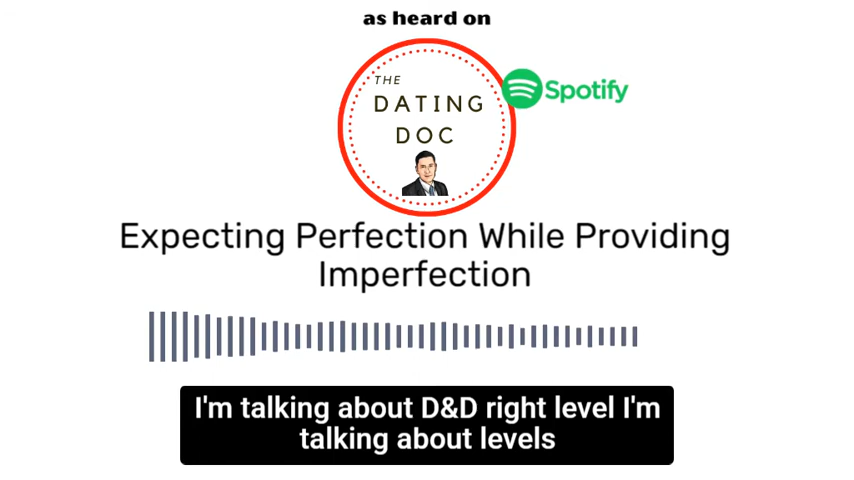 as heard on
THE
DATING
DOC
Spotify
Expecting Perfection While Providing
Imperfection
I'm talking about D&D right level I'm
talking about levels